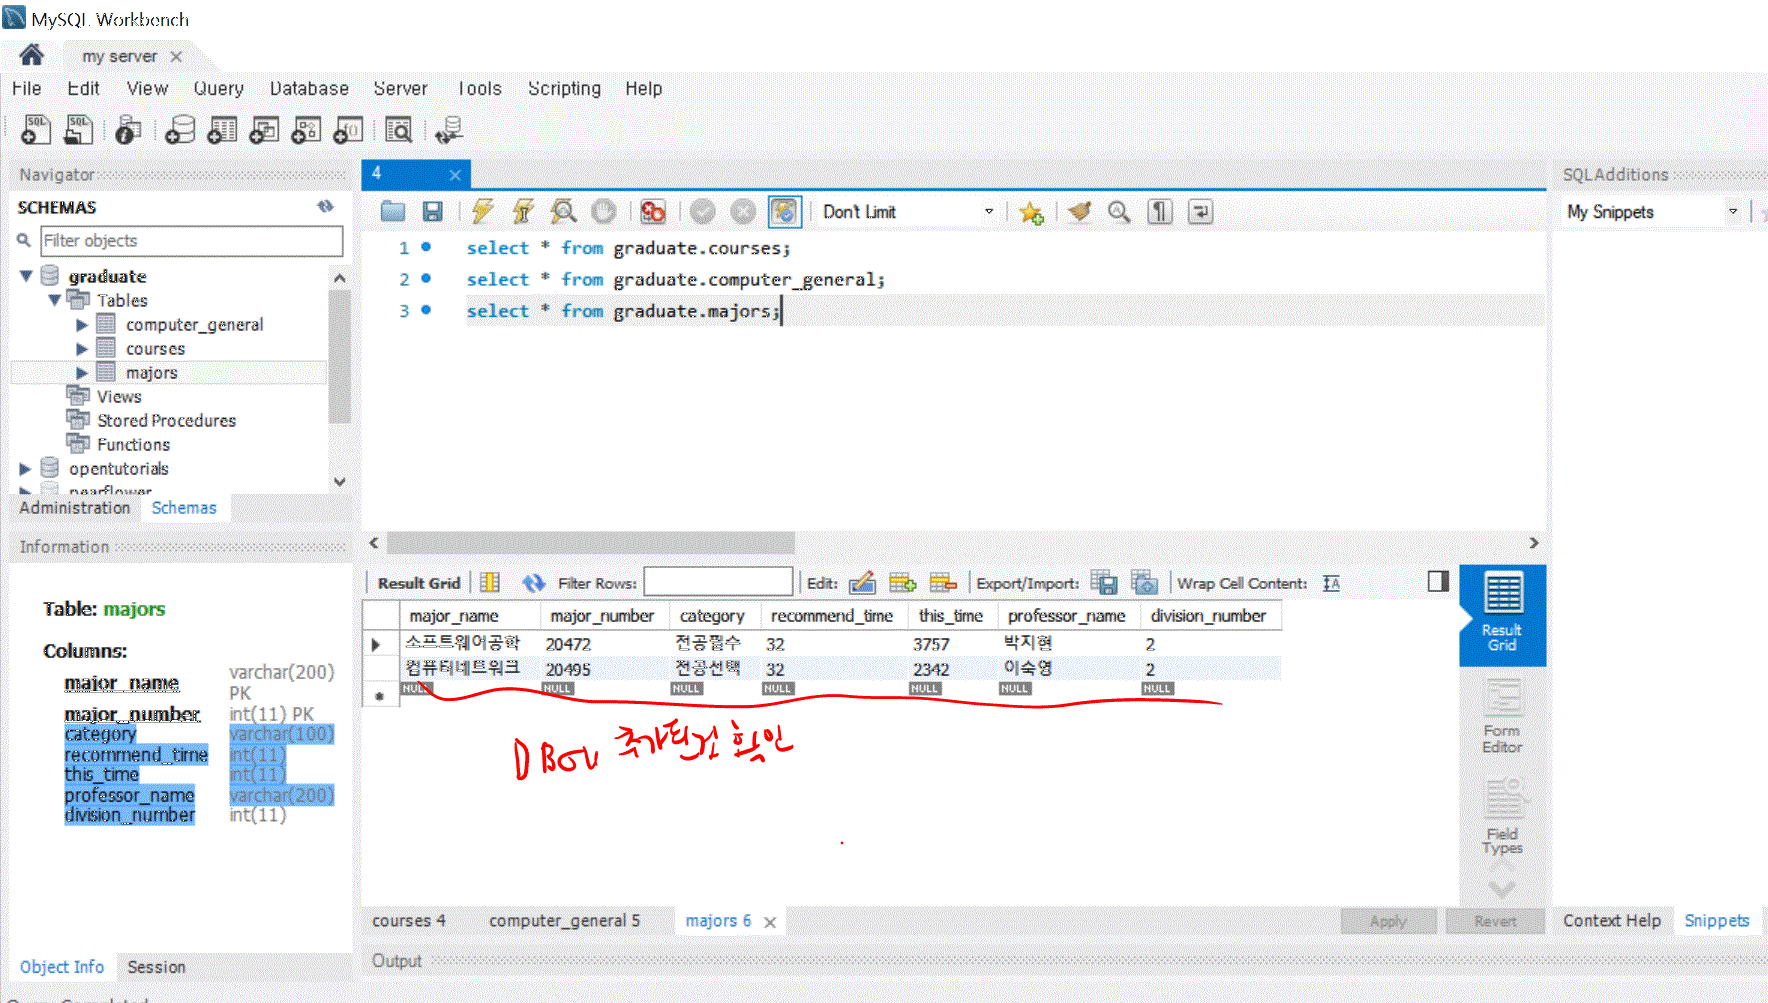 MySQL Workbench
my server
File Edit View Query Database Server Tools Scripting Help
Navigator
SCHEMAS
Filter objects
graduate
Tables
computer_general
courses
majors
Views
Stored Procedures
Functions
opentutorials
pearflower
Administration Schemas
Information
Table: majors
Columns:
major_name varchar(200) PK
major_number int(11) PK
category varchar(100)
recommend_time int(11)
this_time int(11)
professor_name varchar(200)
division_number int(11)
Object Info Session
4
Don't Limit
1 select * from graduate.courses;
2 select * from graduate.computer_general;
3 select * from graduate.majors;
Result Grid Filter Rows: Edit: Export/Import: Wrap Cell Content:
major_name major_number category recommend_time this_time professor_name division_number
소프트웨어공학 20472 전공필수 32 3757 박지현 2
컴퓨터네트워크 20495 전공선택 32 2342 이숙영 2
NULL NULL NULL NULL NULL NULL NULL
DB에 추가된것 확인
Result Grid
Form Editor
Field Types
courses 4 computer_general 5 majors 6 Apply Revert
Output
SQLAdditions
My Snippets
Context Help Snippets
Query Completed